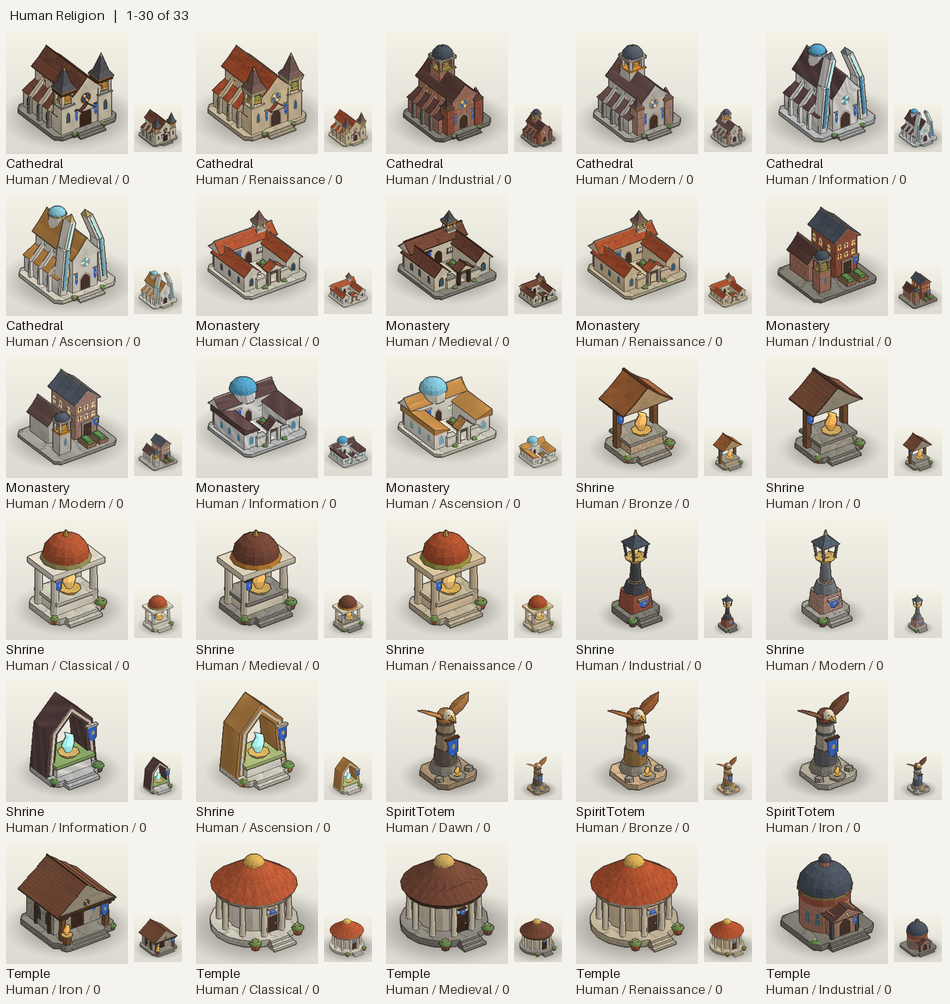 Human Religion | 1-30 of 33
Cathedral
Human / Medieval / 0
Cathedral
Human / Renaissance / 0
Cathedral
Human / Industrial / 0
Cathedral
Human / Modern / 0
Cathedral
Human / Information / 0
Cathedral
Human / Ascension / 0
Monastery
Human / Classical / 0
Monastery
Human / Medieval / 0
Monastery
Human / Renaissance / 0
Monastery
Human / Industrial / 0
Monastery
Human / Modern / 0
Monastery
Human / Information / 0
Monastery
Human / Ascension / 0
Shrine
Human / Bronze / 0
Shrine
Human / Iron / 0
Shrine
Human / Classical / 0
Shrine
Human / Medieval / 0
Shrine
Human / Renaissance / 0
Shrine
Human / Industrial / 0
Shrine
Human / Modern / 0
Shrine
Human / Information / 0
Shrine
Human / Ascension / 0
SpiritTotem
Human / Dawn / 0
SpiritTotem
Human / Bronze / 0
SpiritTotem
Human / Iron / 0
Temple
Human / Iron / 0
Temple
Human / Classical / 0
Temple
Human / Medieval / 0
Temple
Human / Renaissance / 0
Temple
Human / Industrial / 0